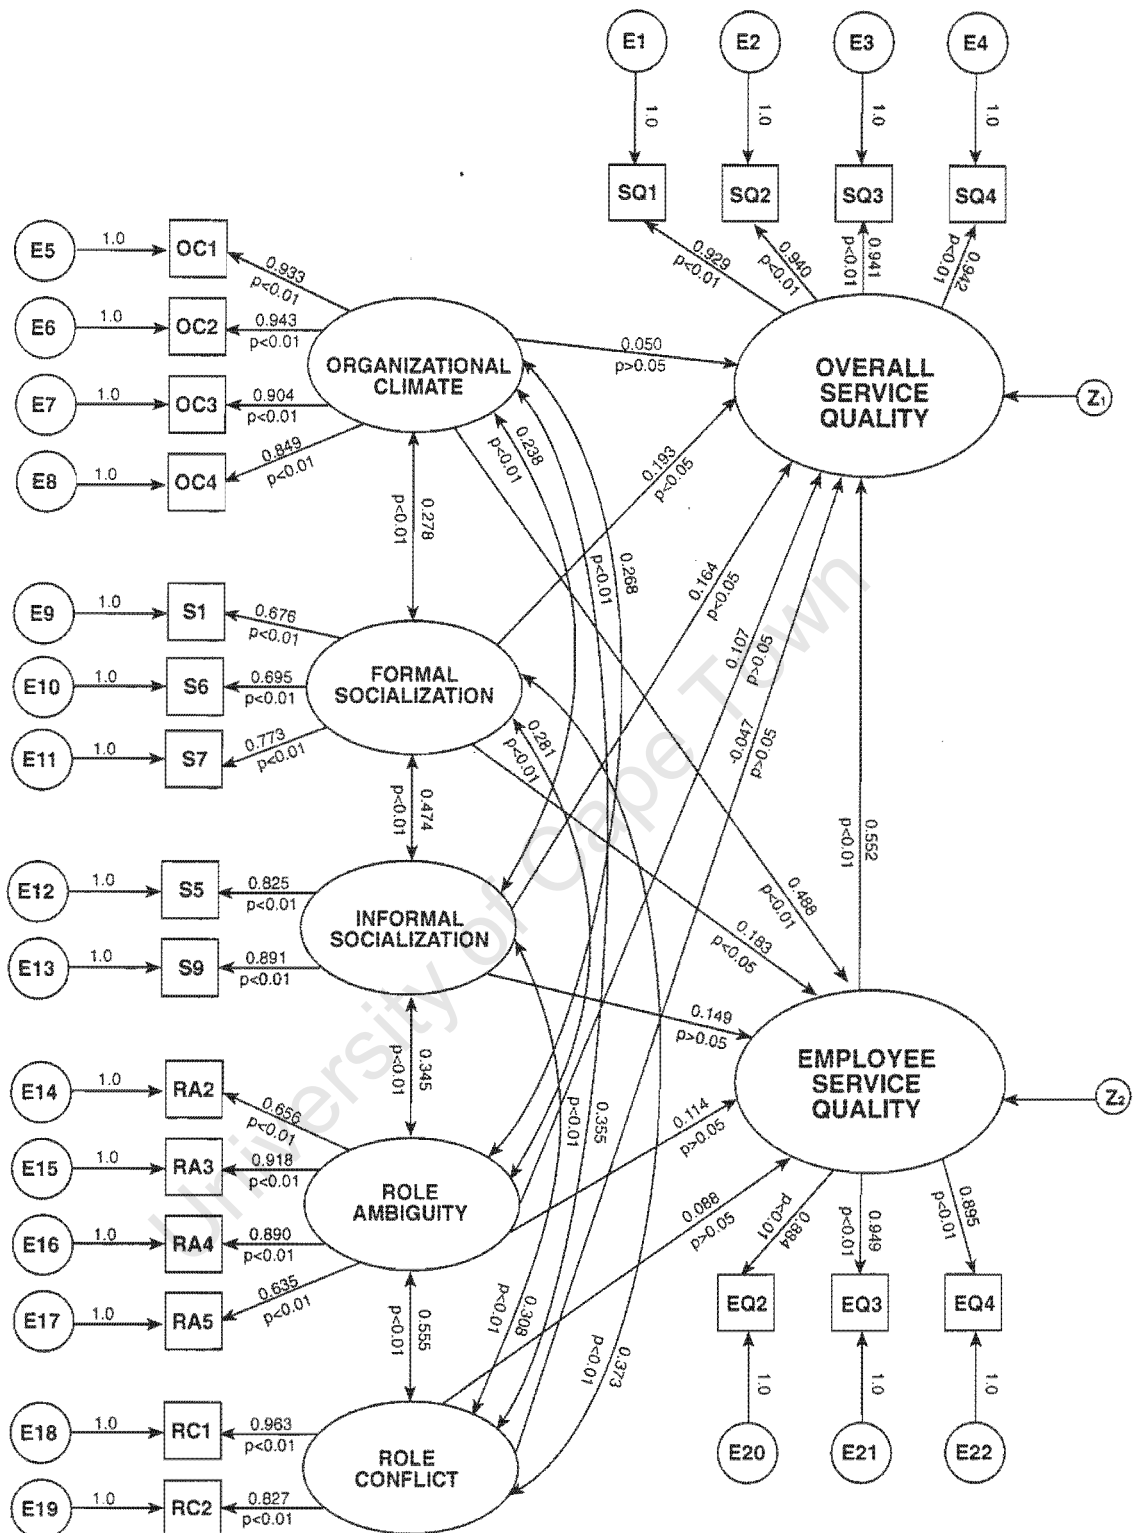 E1
E2
E3
E4
1.0
1.0
1.0
1.0
SQ1
SQ2
SQ3
SQ4
0.929
p<0.01
0.940
p<0.01
0.941
p<0.01
0.942
p<0.01
E5
1.0
OC1
0.933
p<0.01
E6
1.0
OC2
0.943
p<0.01
E7
1.0
OC3
0.904
p<0.01
E8
1.0
OC4
0.849
p<0.01
ORGANIZATIONAL
CLIMATE
0.050
p>0.05
OVERALL
SERVICE
QUALITY
Z1
0.238
p<0.01
0.193
p<0.05
0.278
p<0.01
0.268
p<0.01
0.164
p<0.05
0.107
p>0.05
-0.047
p<0.05
E9
1.0
S1
0.676
p<0.01
E10
1.0
S6
0.695
p<0.01
E11
1.0
S7
0.773
p<0.01
FORMAL
SOCIALIZATION
0.281
p<0.01
0.474
p<0.01
0.552
p<0.01
0.488
p<0.01
0.183
p<0.05
E12
1.0
S5
0.825
p<0.01
E13
1.0
S9
0.891
p<0.01
INFORMAL
SOCIALIZATION
0.149
p>0.05
0.345
p<0.01
EMPLOYEE
SERVICE
QUALITY
Z2
E14
1.0
RA2
0.656
p<0.01
E15
1.0
RA3
0.918
p<0.01
E16
1.0
RA4
0.890
p<0.01
E17
1.0
RA5
0.635
p<0.01
ROLE
AMBIGUITY
0.355
p<0.01
0.114
p>0.05
0.088
p>0.05
0.884
p<0.01
0.949
p<0.01
0.895
p<0.01
EQ2
EQ3
EQ4
1.0
1.0
1.0
E20
E21
E22
0.555
p<0.01
0.308
p<0.01
0.373
p<0.01
E18
1.0
RC1
0.963
p<0.01
E19
1.0
RC2
0.827
p<0.01
ROLE
CONFLICT
University of Cape Town